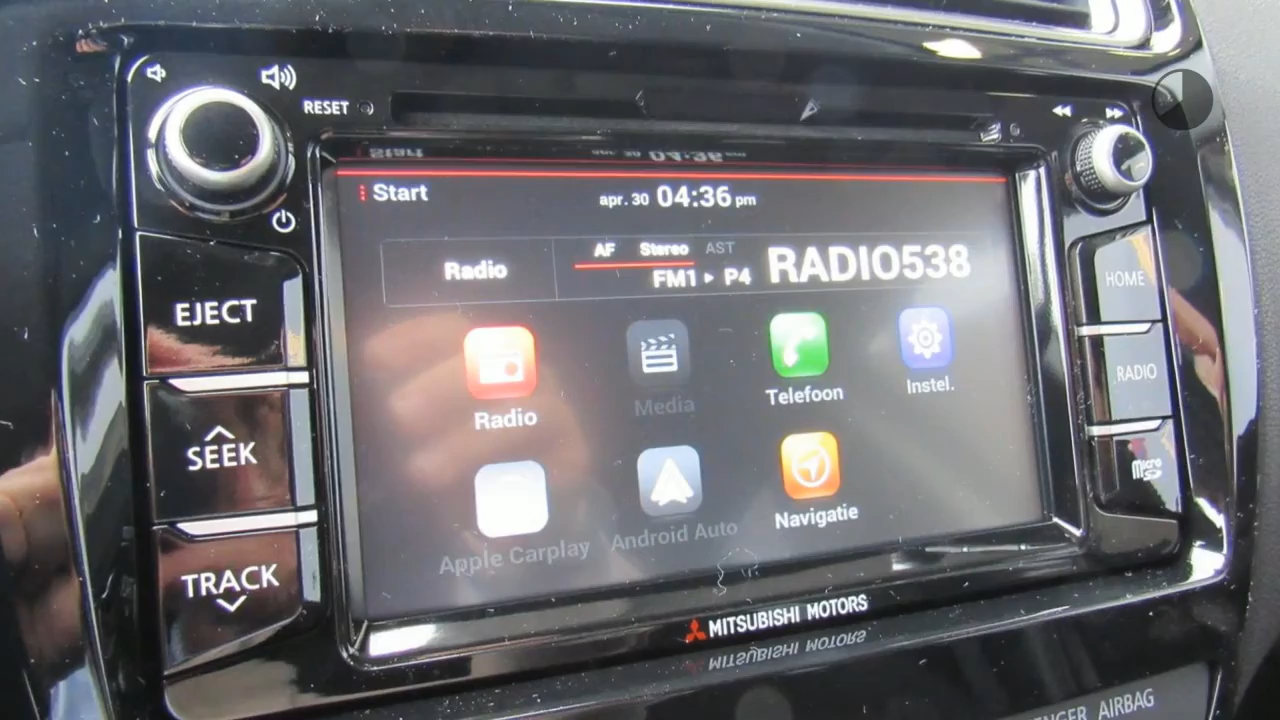 RESET
Start
apr. 30 04:36 pm
Radio
AF Stereo AST
FM1 ▸ P4
RADIO538
Radio
Media
Telefoon
Instel.
Apple Carplay
Android Auto
Navigatie
EJECT
SEEK
TRACK
HOME
RADIO
micro
MITSUBISHI MOTORS
AIRBAG